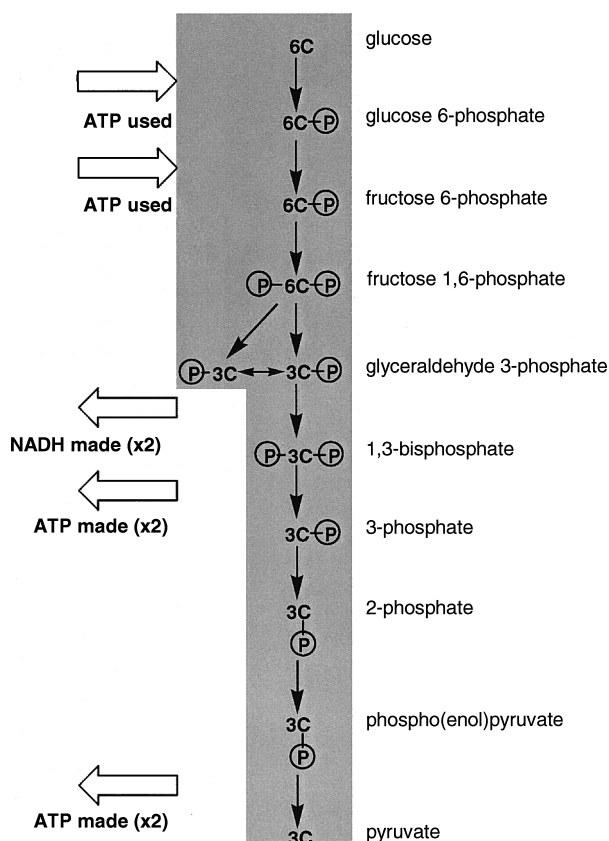 6C glucose
ATP used
6C P glucose 6-phosphate
ATP used
6C P fructose 6-phosphate
P 6C P fructose 1,6-phosphate
P 3C 3C P glyceraldehyde 3-phosphate
NADH made (x2)
P 3C P 1,3-bisphosphate
ATP made (x2)
3C P 3-phosphate
3C 2-phosphate
P
3C phospho(enol)pyruvate
P
ATP made (x2)
3C pyruvate